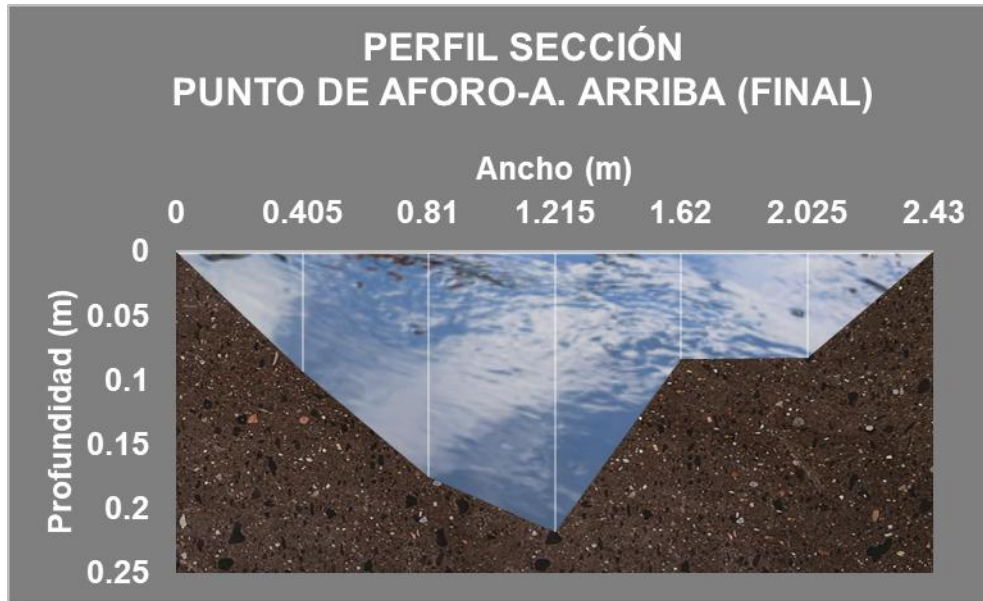 PERFIL SECCIÓN
PUNTO DE AFORO-A. ARRIBA (FINAL)
Ancho (m)
0 0.405 0.81 1.215 1.62 2.025 2.43
Profundidad (m)
0
0.05
0.1
0.15
0.2
0.25